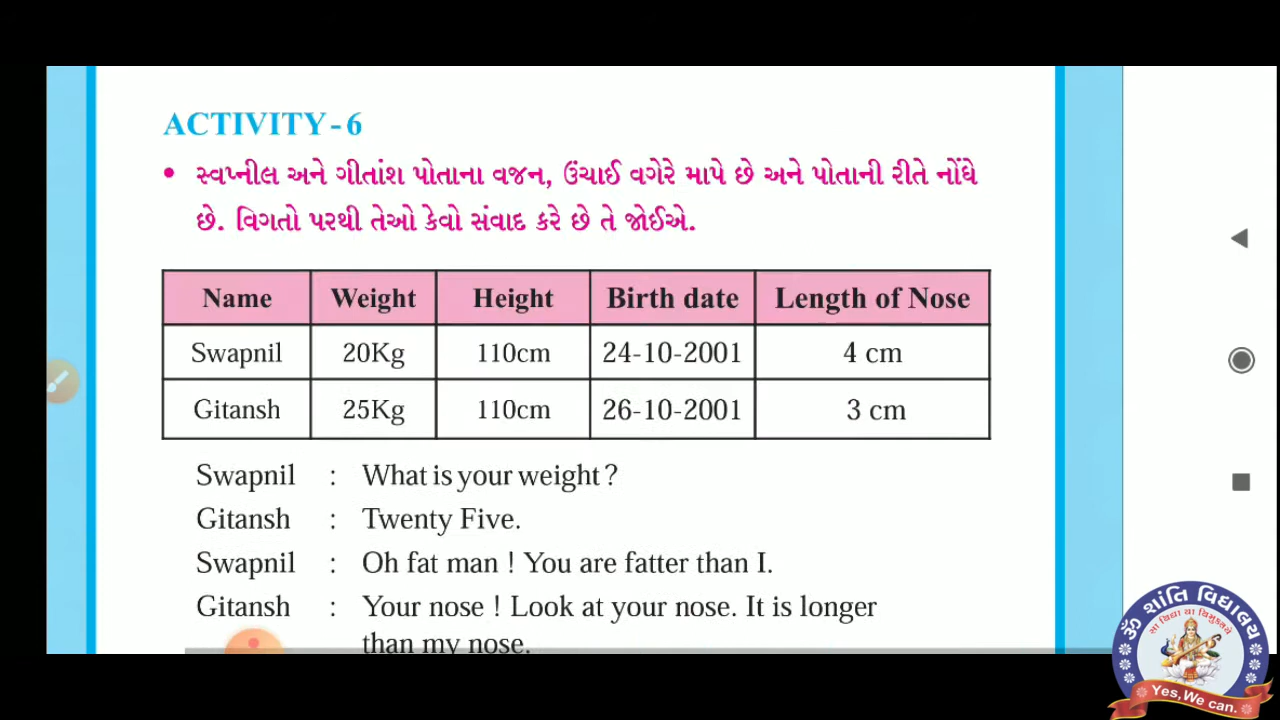 ACTIVITY-6
• સ્વપ્નીલ અને ગીતાંશ પોતાના વજન, ઉંચાઈ વગેરે માપે છે અને પોતાની રીતે નોંધે
છે. વિગતો પરથી તેઓ કેવો સંવાદ કરે છે તે જોઈએ.
Name Weight Height Birth date Length of Nose
Swapnil 20Kg 110cm 24-10-2001 4 cm
Gitansh 25Kg 110cm 26-10-2001 3 cm
Swapnil : What is your weight ?
Gitansh : Twenty Five.
Swapnil : Oh fat man ! You are fatter than I.
Gitansh : Your nose ! Look at your nose. It is longer
than my nose.
ૐ શાંતિ વિદ્યાલય
સા વિદ્યા યા વિમુક્તયે
Yes, We can.